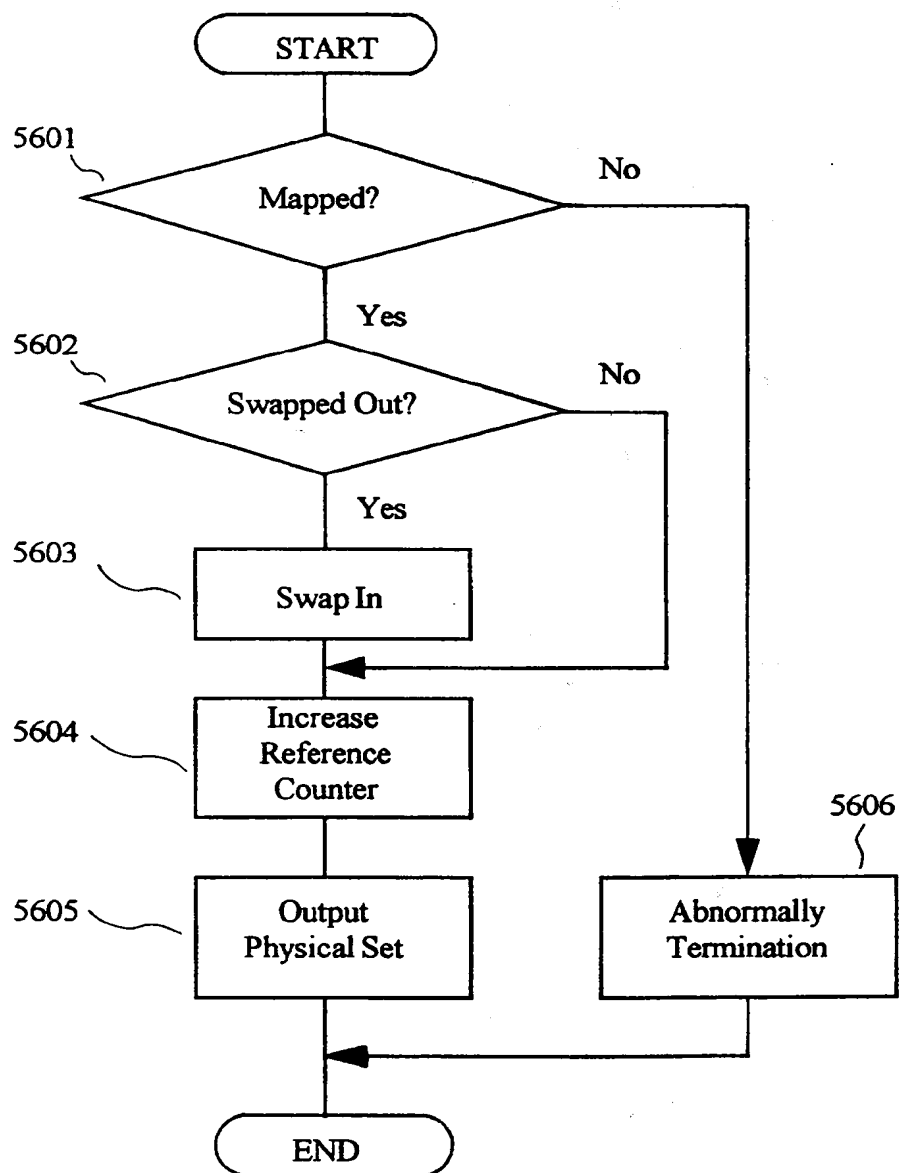 START
5601
Mapped?
No
Yes
5602
Swapped Out?
No
Yes
5603
Swap In
5604
Increase
Reference
Counter
5606
5605
Output
Physical Set
Abnormally
Termination
END